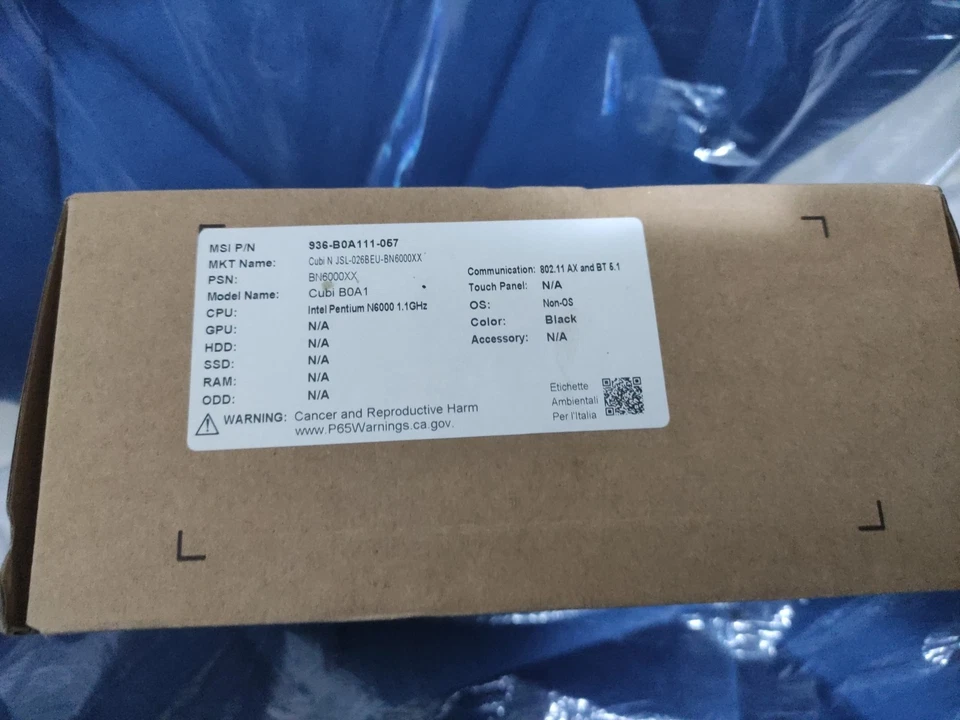 MSI P/N 936-B0A111-067
MKT Name: Cubi N JSL-026BEU-BN6000XX
PSN: BN6000XX
Model Name: Cubi B0A1
CPU: Intel Pentium N6000 1.1GHz
GPU: N/A
HDD: N/A
SSD: N/A
RAM: N/A
ODD: N/A
Communication: 802.11 AX and BT 5.1
Touch Panel: N/A
OS: Non-OS
Color: Black
Accessory: N/A
WARNING: Cancer and Reproductive Harm
www.P65Warnings.ca.gov.
Etichette
Ambientali
Per l'Italia